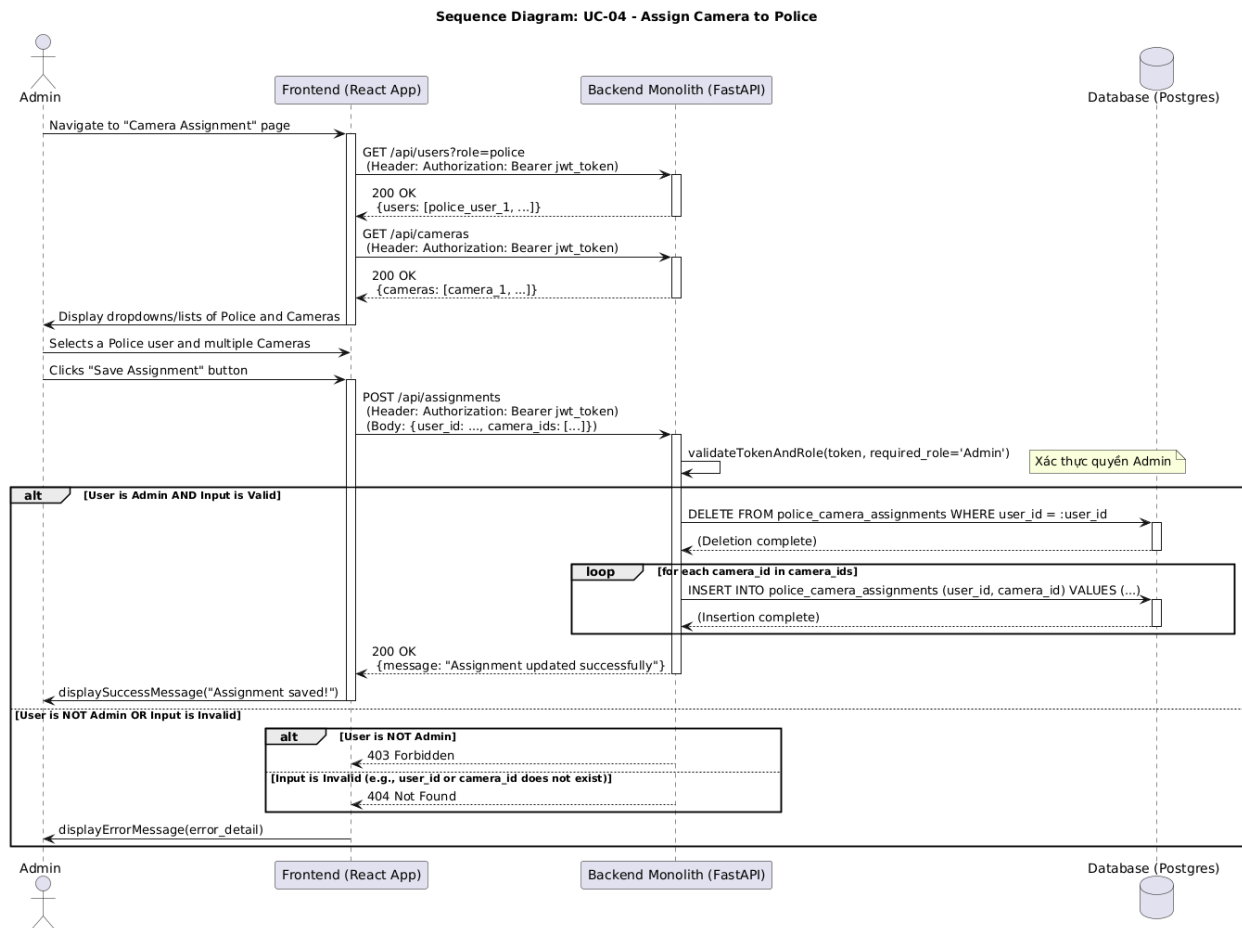 Sequence Diagram: UC-04 - Assign Camera to Police
Admin
Frontend (React App)
Backend Monolith (FastAPI)
Database (Postgres)
Navigate to "Camera Assignment" page
GET /api/users?role=police
(Header: Authorization: Bearer jwt_token)
200 OK
{users: [police_user_1, ...]}
GET /api/cameras
(Header: Authorization: Bearer jwt_token)
200 OK
{cameras: [camera_1, ...]}
Display dropdowns/lists of Police and Cameras
Selects a Police user and multiple Cameras
Clicks "Save Assignment" button
POST /api/assignments
(Header: Authorization: Bearer jwt_token)
(Body: {user_id: ..., camera_ids: [...]})
validateTokenAndRole(token, required_role='Admin')
Xác thực quyền Admin
alt [User is Admin AND Input is Valid]
DELETE FROM police_camera_assignments WHERE user_id = :user_id
(Deletion complete)
loop [for each camera_id in camera_ids]
INSERT INTO police_camera_assignments (user_id, camera_id) VALUES (...)
(Insertion complete)
200 OK
{message: "Assignment updated successfully"}
displaySuccessMessage("Assignment saved!")
[User is NOT Admin OR Input is Invalid]
alt [User is NOT Admin]
403 Forbidden
[Input is Invalid (e.g., user_id or camera_id does not exist)]
404 Not Found
displayErrorMessage(error_detail)
Admin
Frontend (React App)
Backend Monolith (FastAPI)
Database (Postgres)